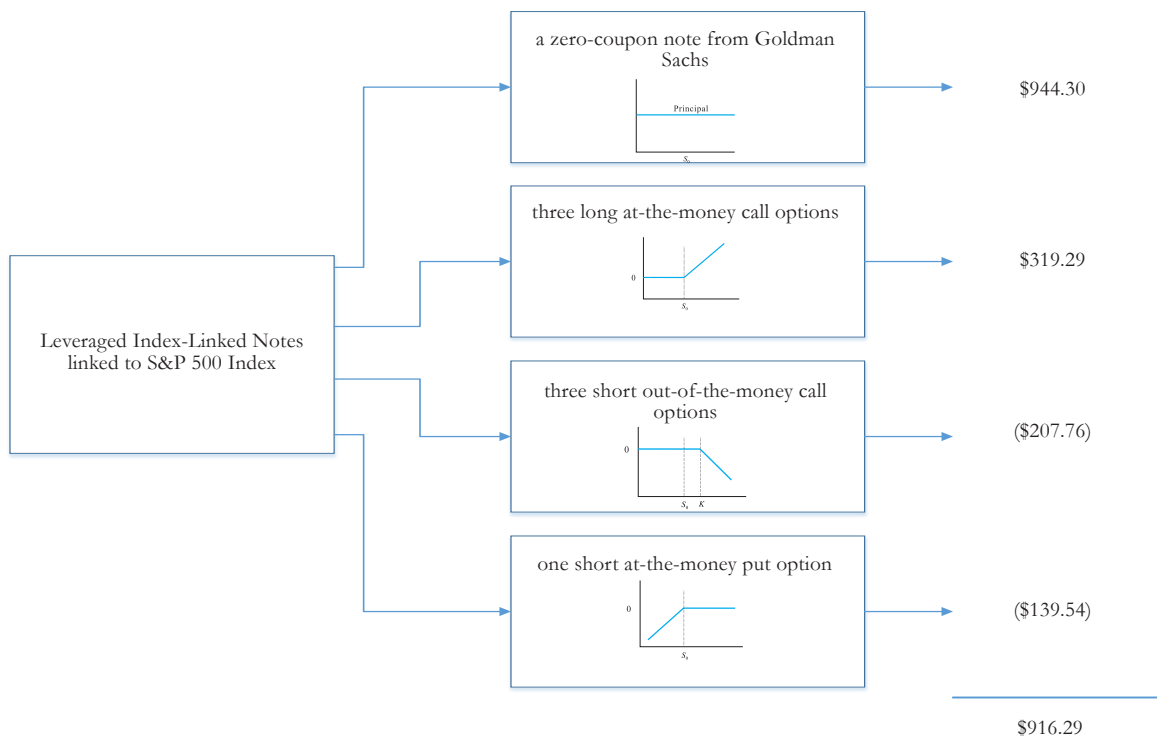 a zero-coupon note from Goldman
Sachs
Principal
S₀
$944.30
three long at-the-money call options
0
S₀
$319.29
Leveraged Index-Linked Notes
linked to S&P 500 Index
three short out-of-the-money call
options
0
S₀ K
($207.76)
one short at-the-money put option
0
S₀
($139.54)
$916.29